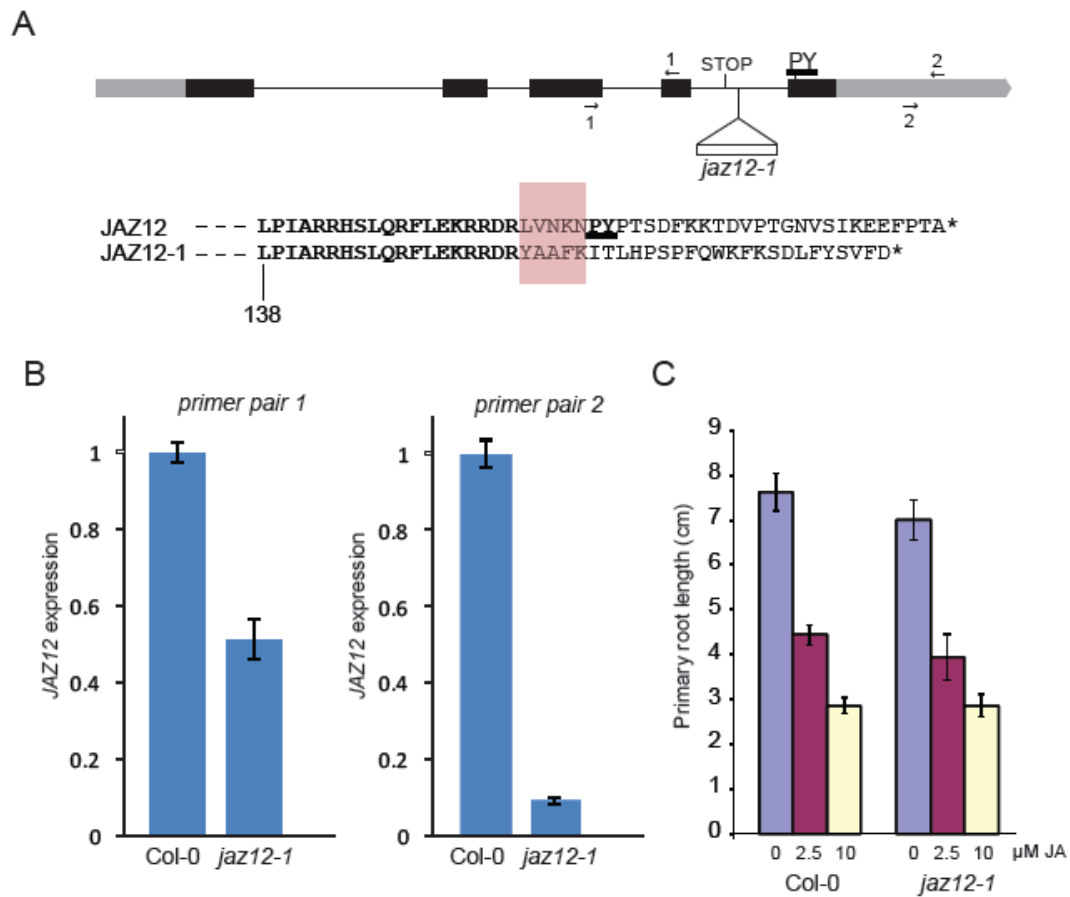 A
1
STOP
PY
2
1
2
jaz12-1
JAZ12 - - - LPIARRHSLQRFLEKRRDRLVNKNPYPTSDFKKTDVPTGNVSIKEEFPTA*
JAZ12-1 - - - LPIARRHSLQRFLEKRRDRYAAFKITLHPSPFQWKFKSDLFYSVFD*
138
B
primer pair 1
JAZ12 expression
1
0.8
0.6
0.4
0.2
0
Col-0 jaz12-1
primer pair 2
JAZ12 expression
1
0.8
0.6
0.4
0.2
0
Col-0 jaz12-1
C
Primary root length (cm)
9
8
7
6
5
4
3
2
1
0
0 2.5 10 0 2.5 10 µM JA
Col-0 jaz12-1